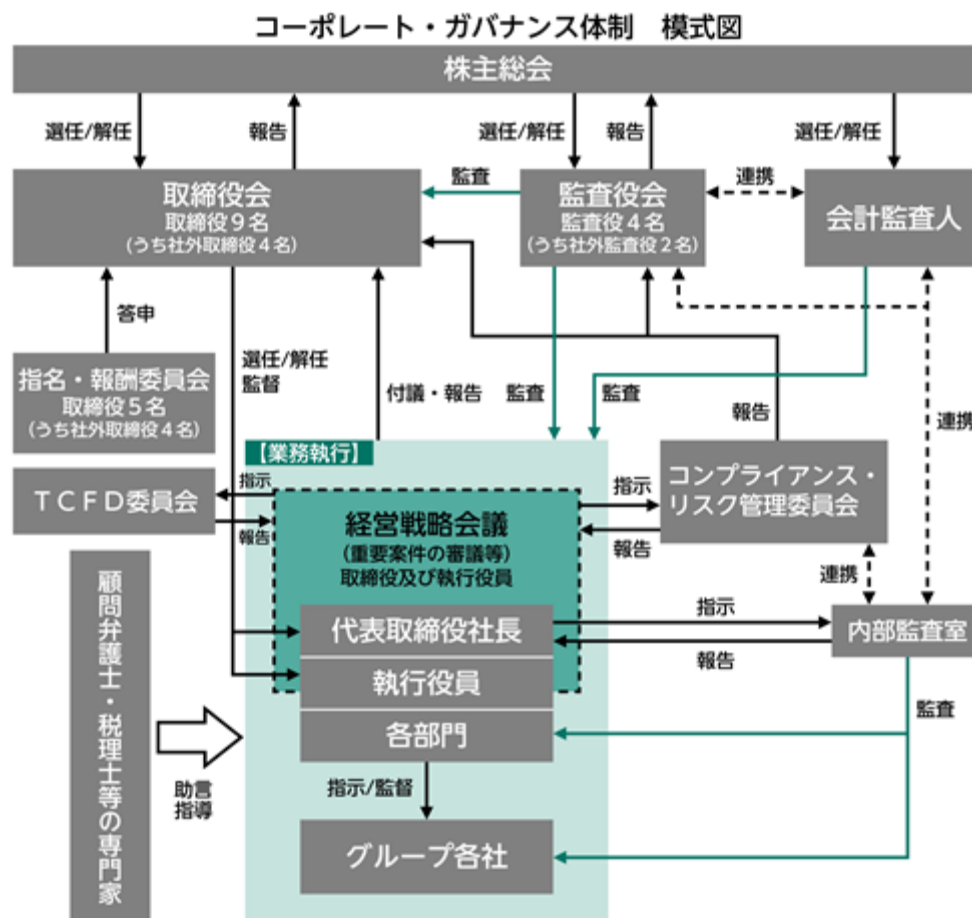 コーポレート・ガバナンス体制　模式図
株主総会
選任/解任
報告
選任/解任
報告
選任/解任
取締役会
取締役9名
(うち社外取締役4名)
監査
監査役会
監査役4名
(うち社外監査役2名)
連携
会計監査人
答申
指名・報酬委員会
取締役5名
(うち社外取締役4名)
選任/解任
監督
付議・報告
監査
監査
報告
連携
【業務執行】
TCFD委員会
指示
報告
経営戦略会議
(重要案件の審議等)
取締役及び執行役員
指示
報告
コンプライアンス・
リスク管理委員会
連携
代表取締役社長
執行役員
各部門
指示
報告
内部監査室
監査
顧問弁護士・税理士等の専門家
助言
指導
指示/監督
グループ各社